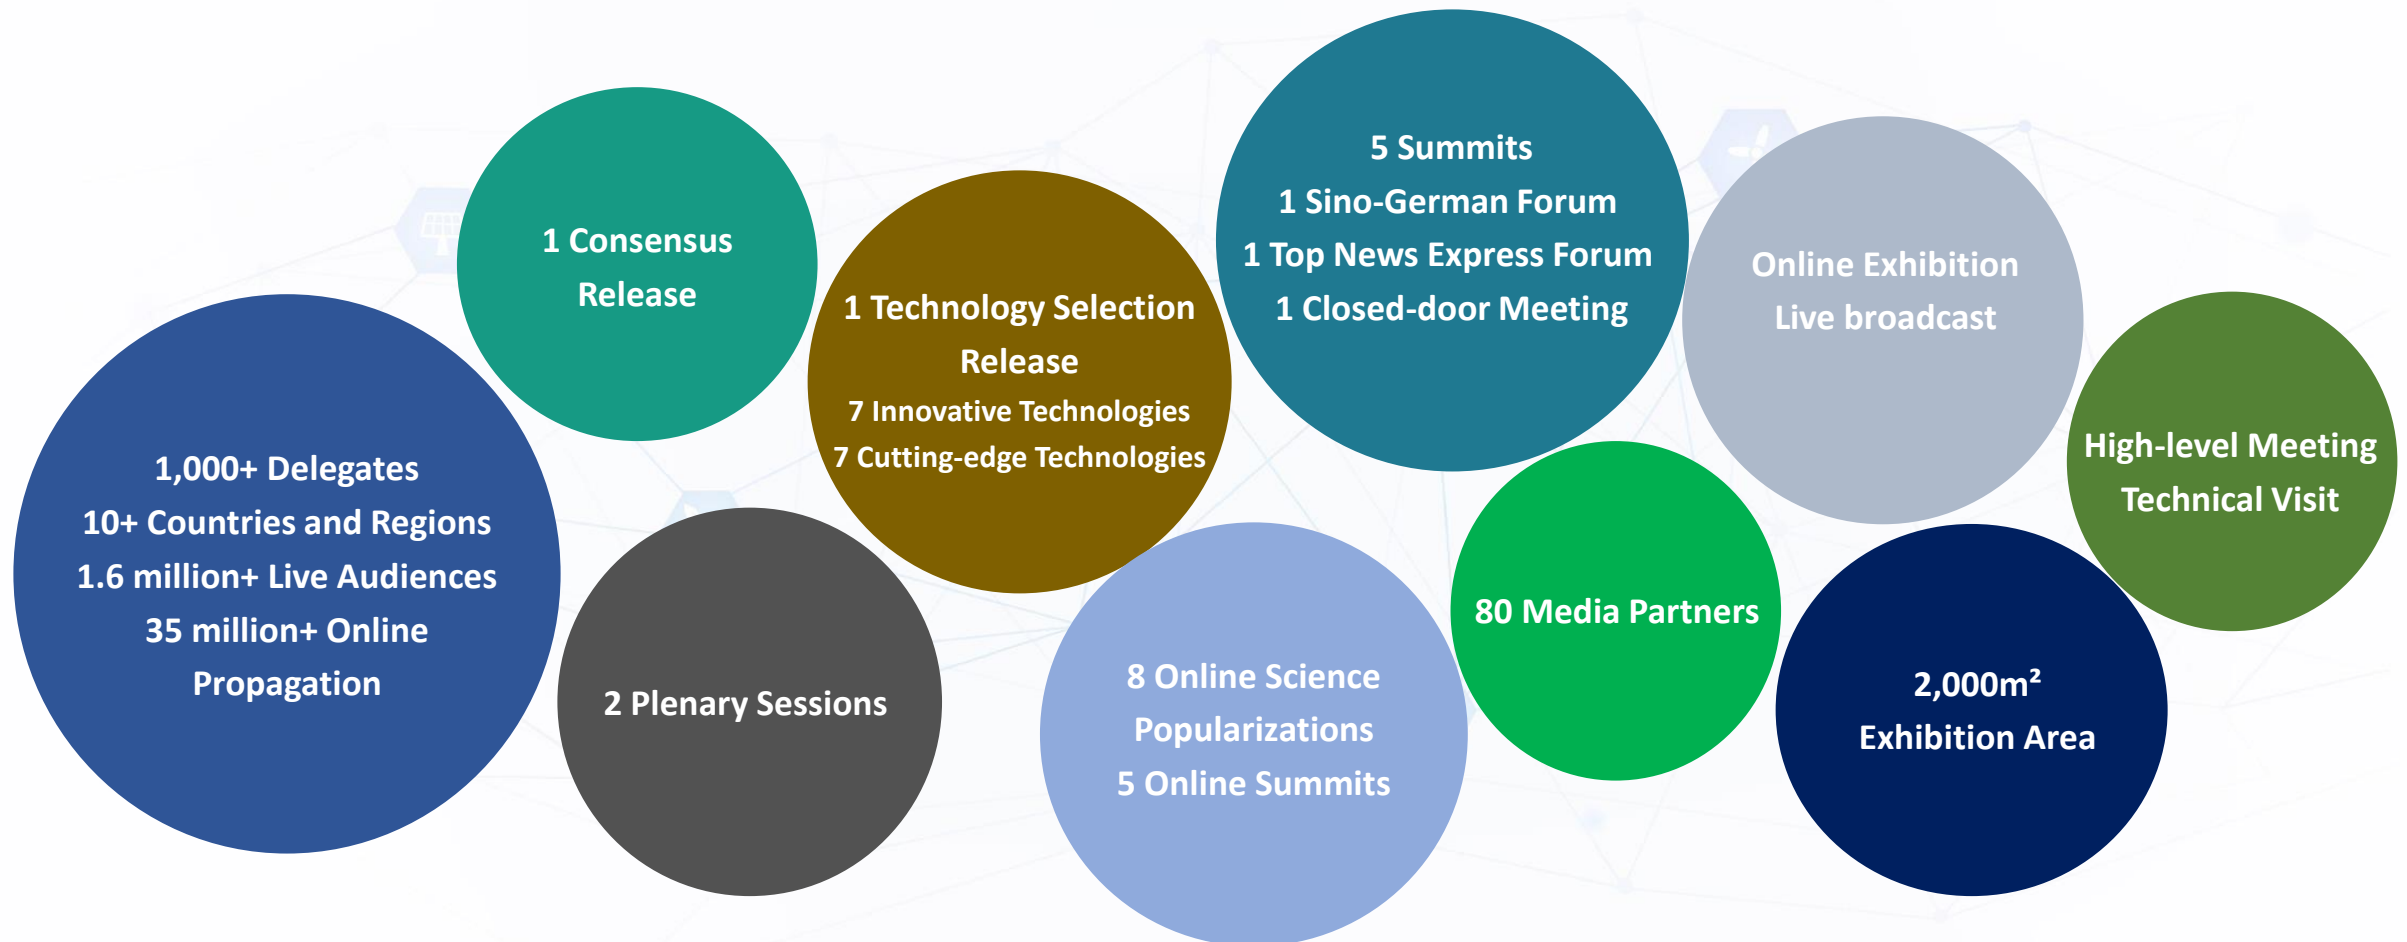 1,000+ Delegates
10+ Countries and Regions
1.6 million+ Live Audiences
35 million+ Online
Propagation
1 Consensus
Release
2 Plenary Sessions
1 Technology Selection
Release
7 Innovative Technologies
7 Cutting-edge Technologies
5 Summits
1 Sino-German Forum
1 Top News Express Forum
1 Closed-door Meeting
8 Online Science
Popularizations
5 Online Summits
80 Media Partners
Online Exhibition
Live broadcast
2,000m²
Exhibition Area
High-level Meeting
Technical Visit